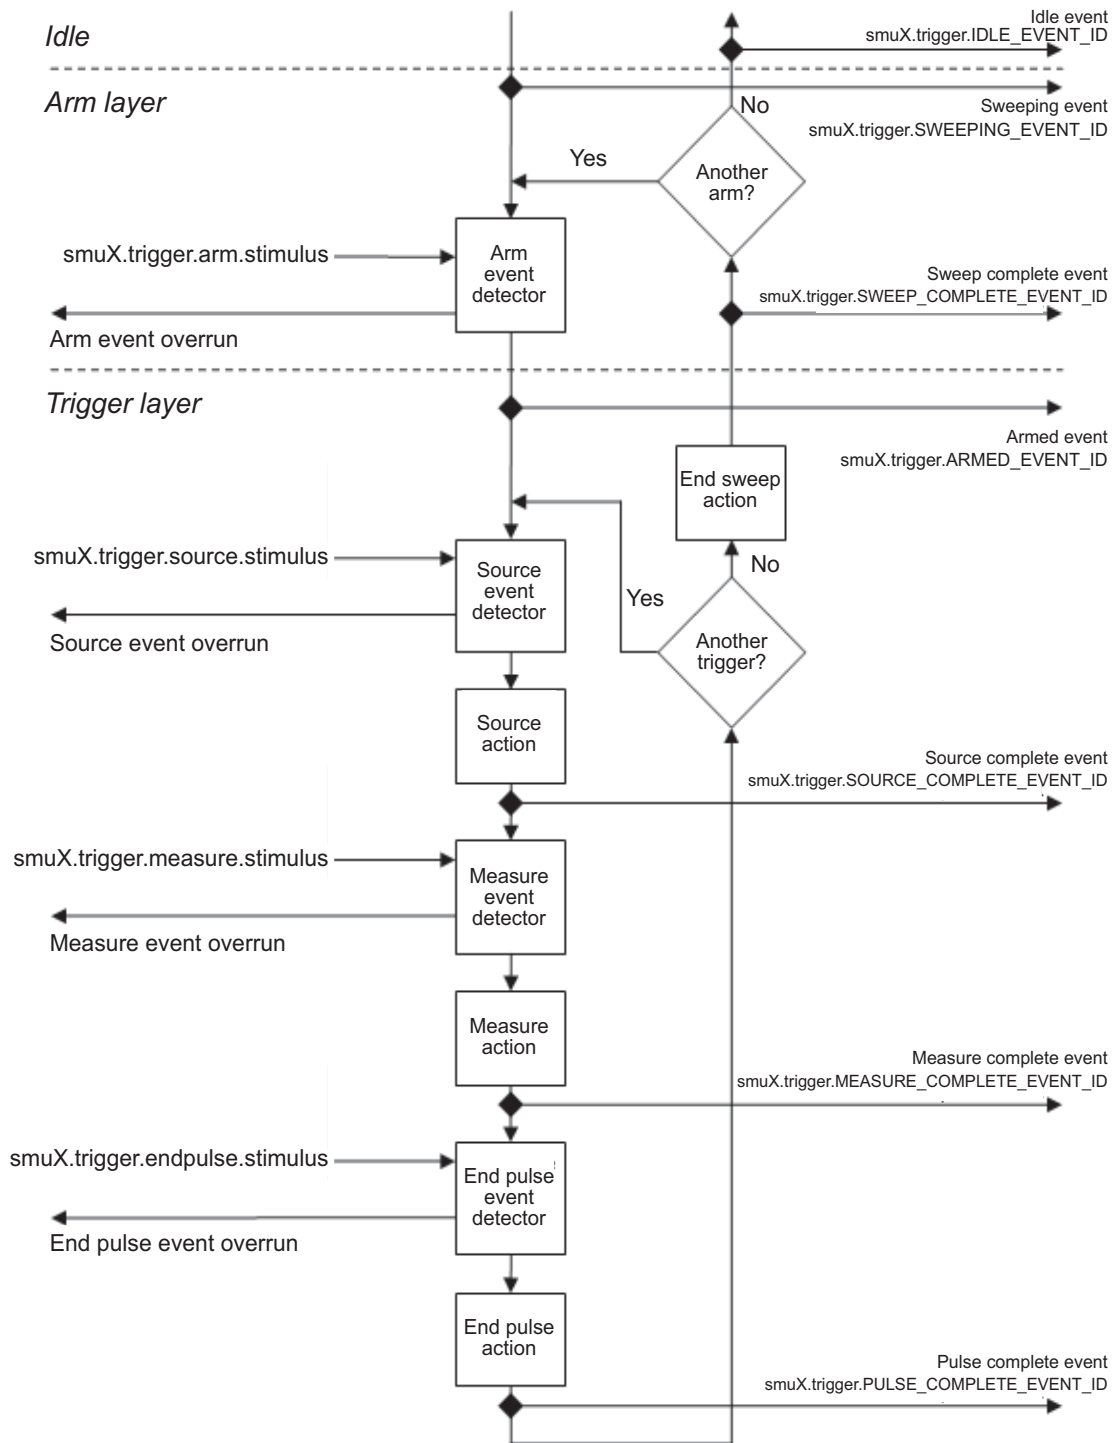 Idle
Idle event
smuX.trigger.IDLE_EVENT_ID
Arm layer
No
Sweeping event
smuX.trigger.SWEEPING_EVENT_ID
Yes
Another
arm?
smuX.trigger.arm.stimulus
Arm
event
detector
Sweep complete event
smuX.trigger.SWEEP_COMPLETE_EVENT_ID
Arm event overrun
Trigger layer
Armed event
smuX.trigger.ARMED_EVENT_ID
End sweep
action
smuX.trigger.source.stimulus
Source
event
detector
No
Yes
Source event overrun
Another
trigger?
Source
action
Source complete event
smuX.trigger.SOURCE_COMPLETE_EVENT_ID
smuX.trigger.measure.stimulus
Measure
event
detector
Measure event overrun
Measure
action
Measure complete event
smuX.trigger.MEASURE_COMPLETE_EVENT_ID
smuX.trigger.endpulse.stimulus
End pulse
event
detector
End pulse event overrun
End pulse
action
Pulse complete event
smuX.trigger.PULSE_COMPLETE_EVENT_ID